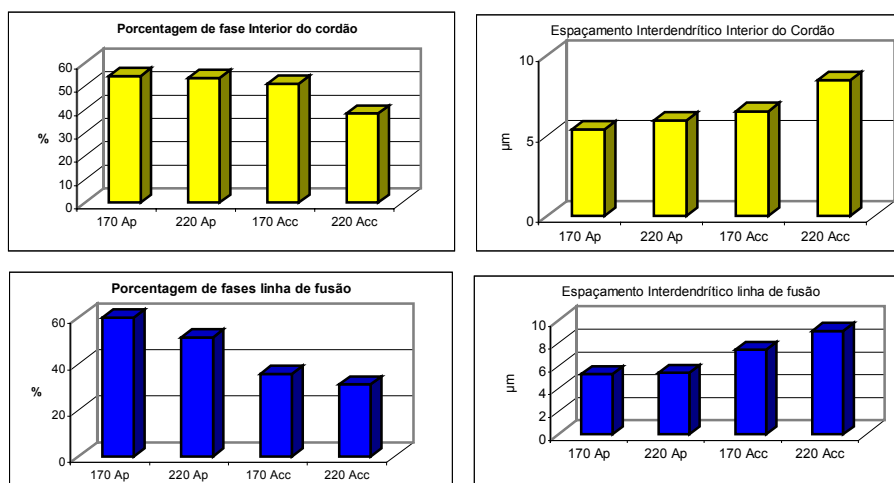 Porcentagem de fase Interior do cordão
60
50
40
30
20
10
0
%
170 Ap 220 Ap 170 Acc 220 Acc
Espaçamento Interdendrítico Interior do Cordão
10
5
0
µm
170 Ap 220 Ap 170 Acc 220 Acc
Porcentagem de fases linha de fusão
60
40
20
0
%
170 Ap 220 Ap 170 Acc 220 Acc
Espaçamento Interdendrítico linha de fusão
10
8
6
4
2
0
µm
170 Ap 220 Ap 170 Acc 220 Acc